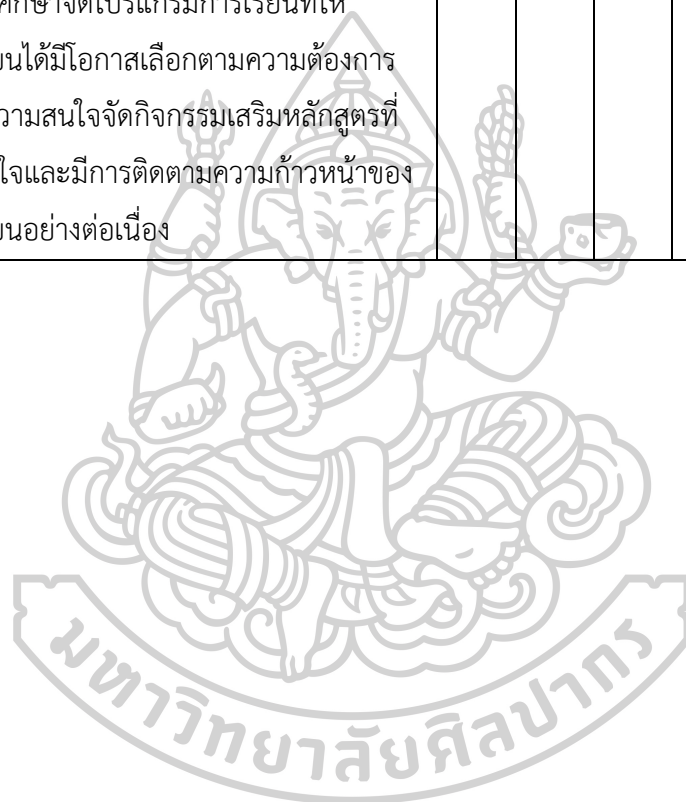 ศึกษาจัดโปรแกรมการเรียนที่ให้
ยนได้มีโอกาสเลือกตามความต้องการ
วามสนใจจัดกิจกรรมเสริมหลักสูตรที่
ใจและมีการติดตามความก้าวหน้าของ
ยนอย่างต่อเนื่อง
มหาวิทยาลัยศิลปากร